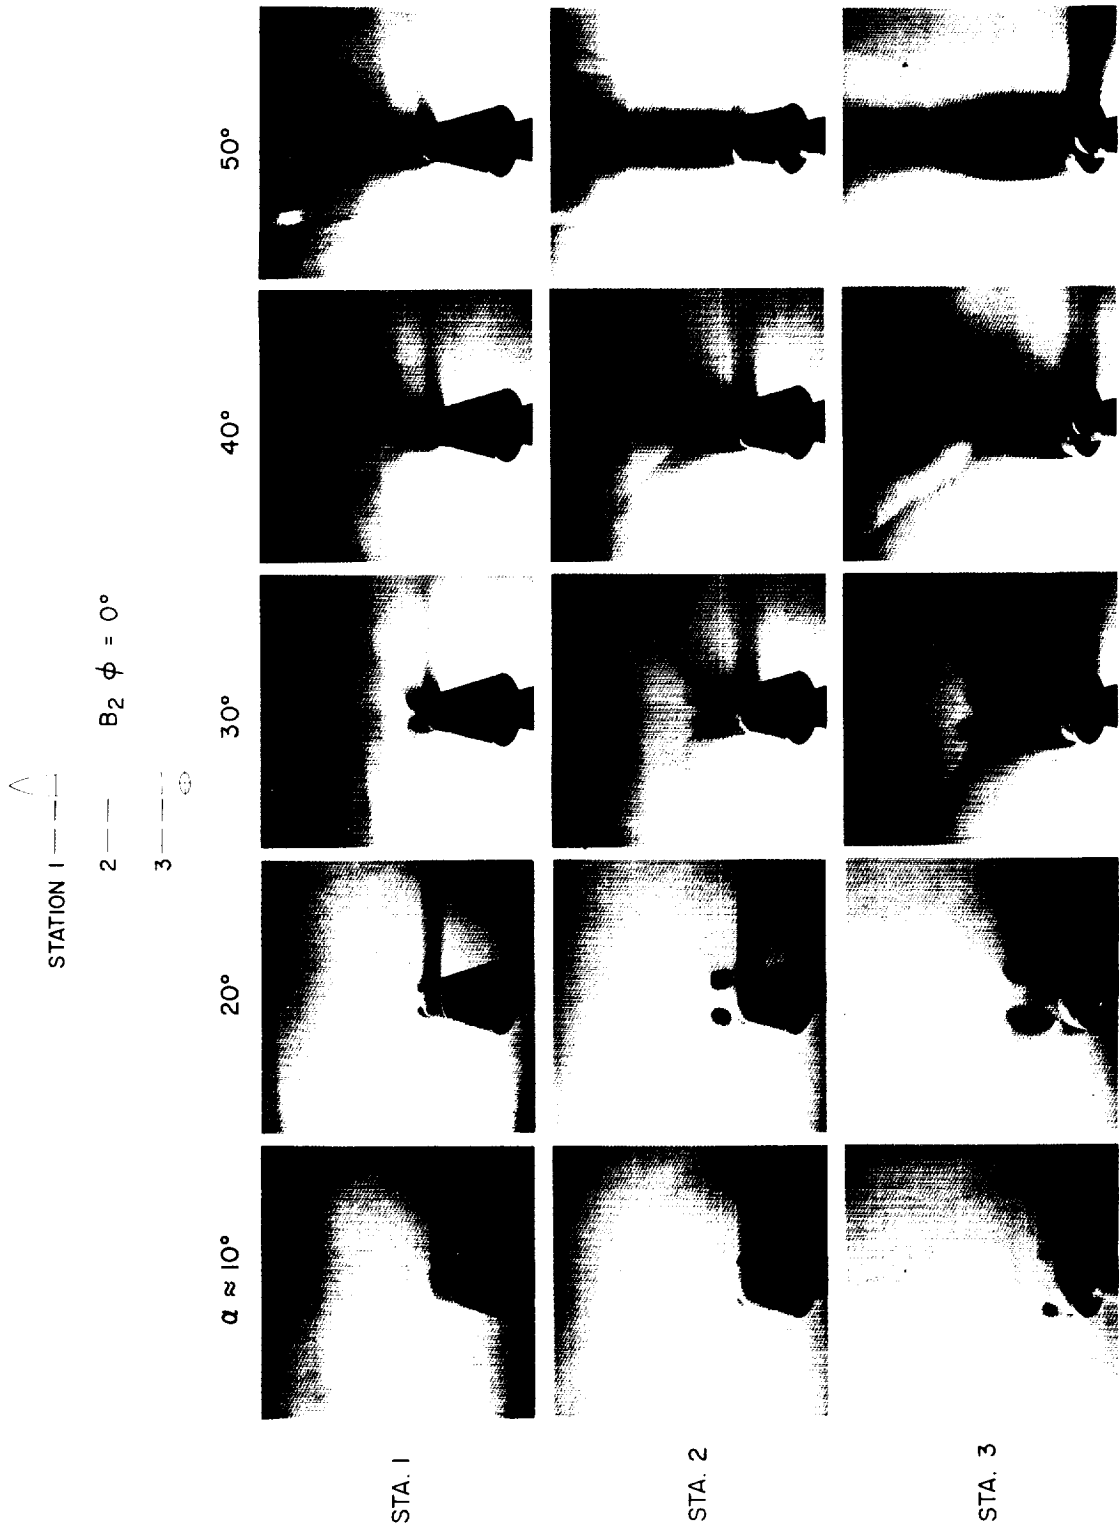 STATION 1
2
B₂ ϕ = 0°
3
α ≈ 10°
20°
30°
40°
50°
STA. 1
STA. 2
STA. 3